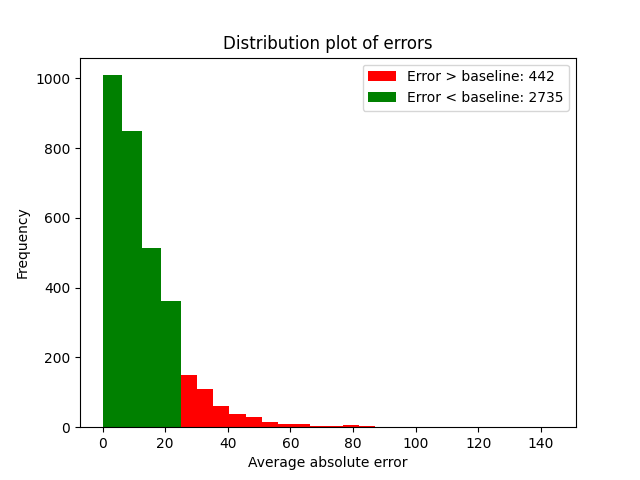 Distribution plot of errors
Error > baseline: 442
Error < baseline: 2735
Frequency
1000
800
600
400
200
0
0 20 40 60 80 100 120 140
Average absolute error